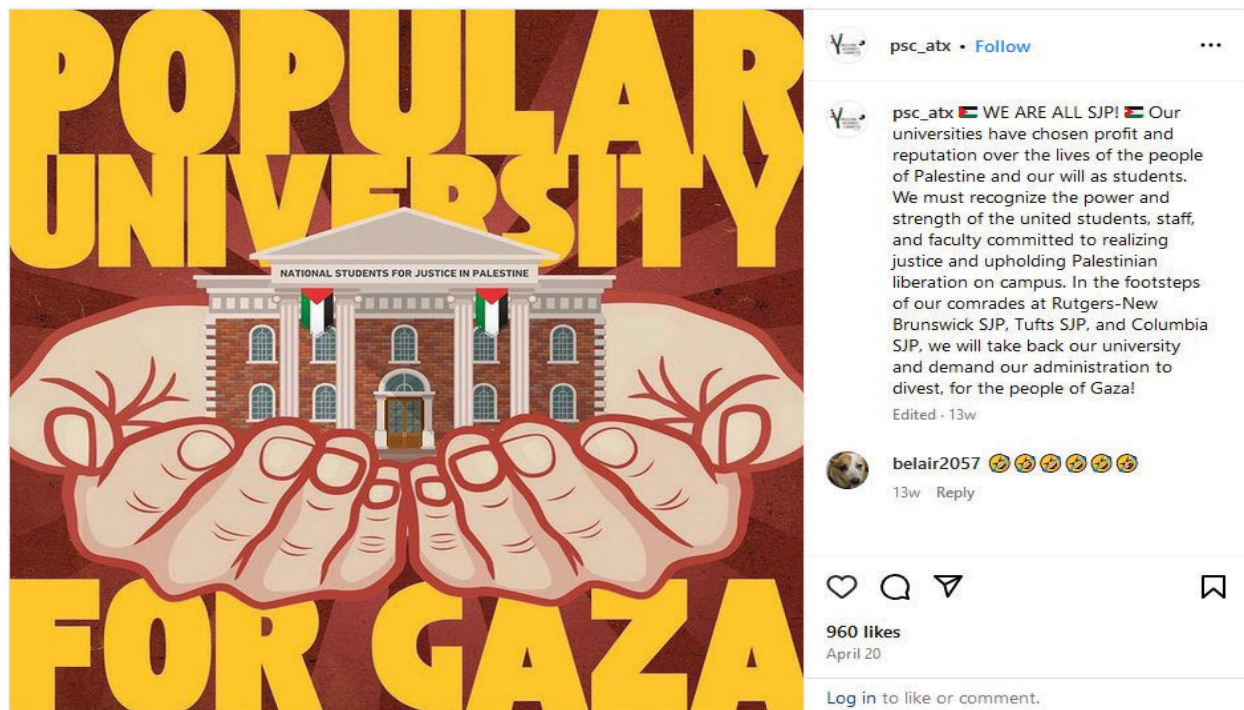 POPULAR
UNIVERSITY
NATIONAL STUDENTS FOR JUSTICE IN PALESTINE
FOR GAZA
psc_atx • Follow
psc_atx 🇵🇸 WE ARE ALL SJP! 🇵🇸 Our
universities have chosen profit and
reputation over the lives of the people
of Palestine and our will as students.
We must recognize the power and
strength of the united students, staff,
and faculty committed to realizing
justice and upholding Palestinian
liberation on campus. In the footsteps
of our comrades at Rutgers-New
Brunswick SJP, Tufts SJP, and Columbia
SJP, we will take back our university
and demand our administration to
divest, for the people of Gaza!
Edited · 13w
belair2057 🤣🤣🤣🤣🤣🤣
13w Reply
960 likes
April 20
Log in to like or comment.